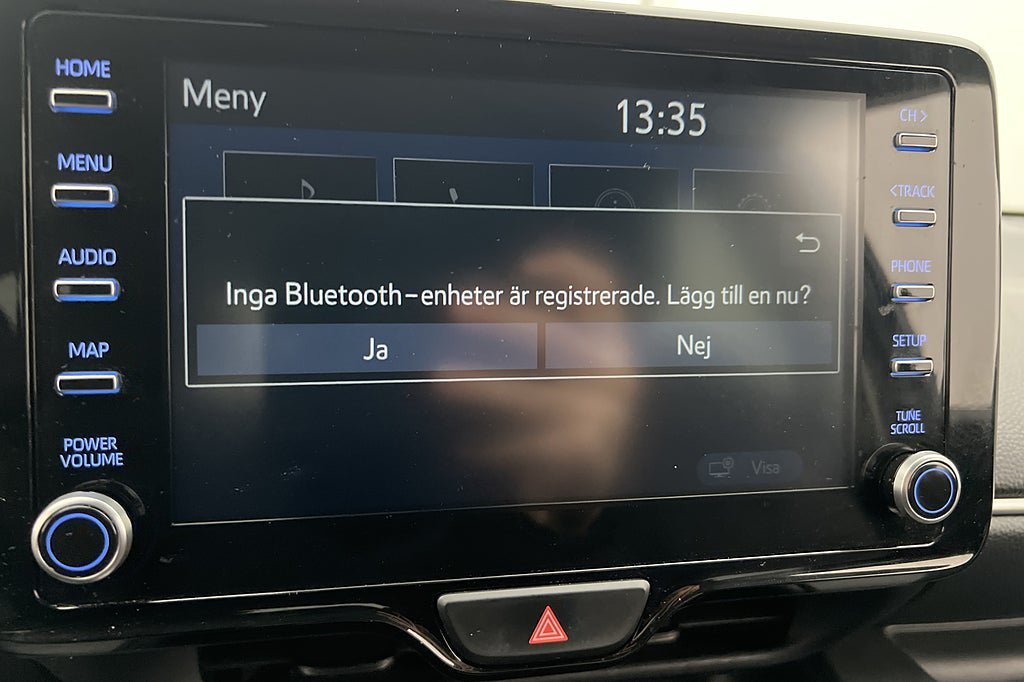 HOME
MENU
AUDIO
MAP
POWER
VOLUME
Meny
13:35
Inga Bluetooth-enheter är registrerade. Lägg till en nu?
Ja
Nej
Visa
CH >
<TRACK
PHONE
SETUP
TUNE
SCROLL